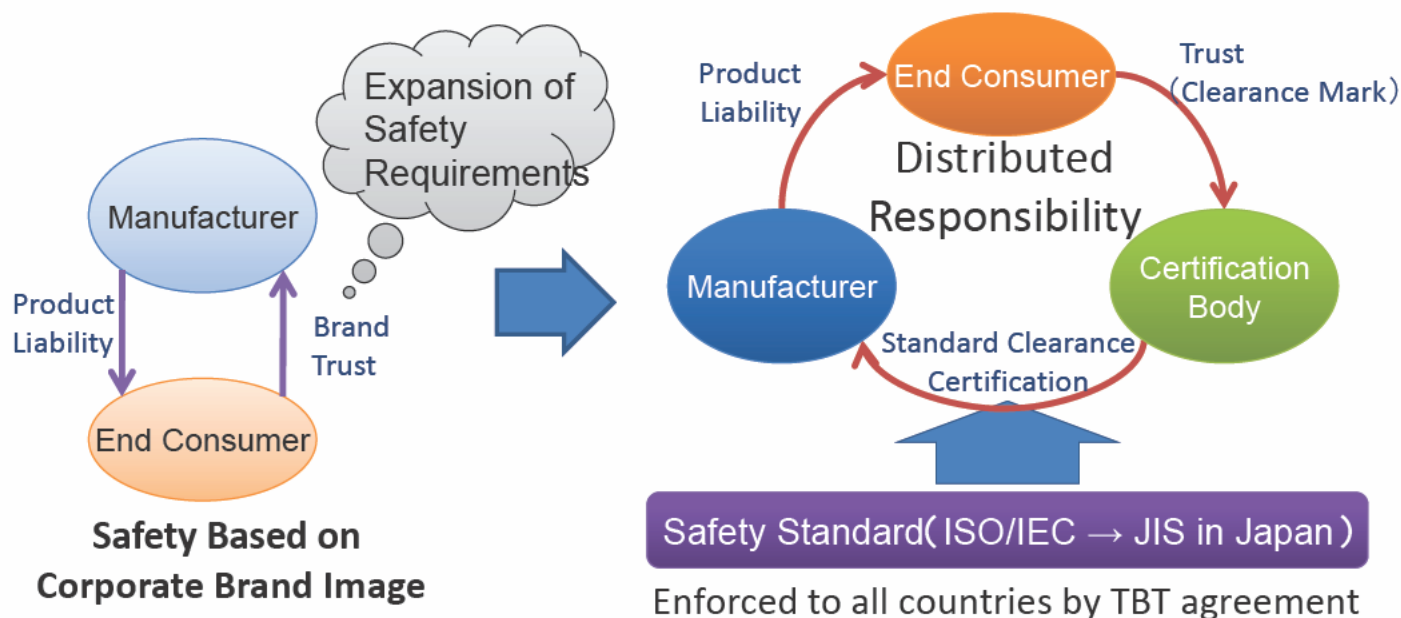 Expansion of
Safety
Requirements
Manufacturer
Product
Liability
Brand
Trust
End Consumer
Safety Based on
Corporate Brand Image
End Consumer
Product
Liability
Trust
（Clearance Mark）
Distributed
Responsibility
Manufacturer
Certification
Body
Standard Clearance
Certification
Safety Standard（ISO/IEC → JIS in Japan）
Enforced to all countries by TBT agreement